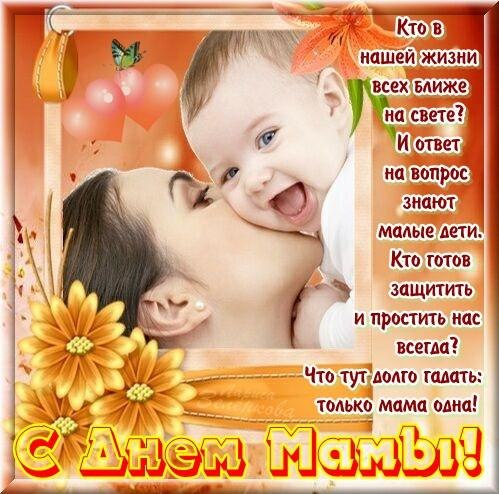 Кто в
нашей жизни
всех ближе
на свете?
И ответ
на вопрос
знают
малые дети.
Кто готов
защитить
и простить нас
всегда?
Что тут долго гадать:
только мама одна!
С Днем Мамы!